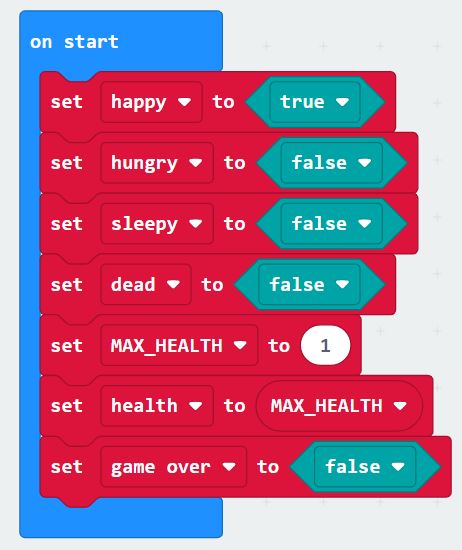 on start
set happy to true
set hungry to false
set sleepy to false
set dead to false
set MAX_HEALTH to 1
set health to MAX_HEALTH
set game over to false